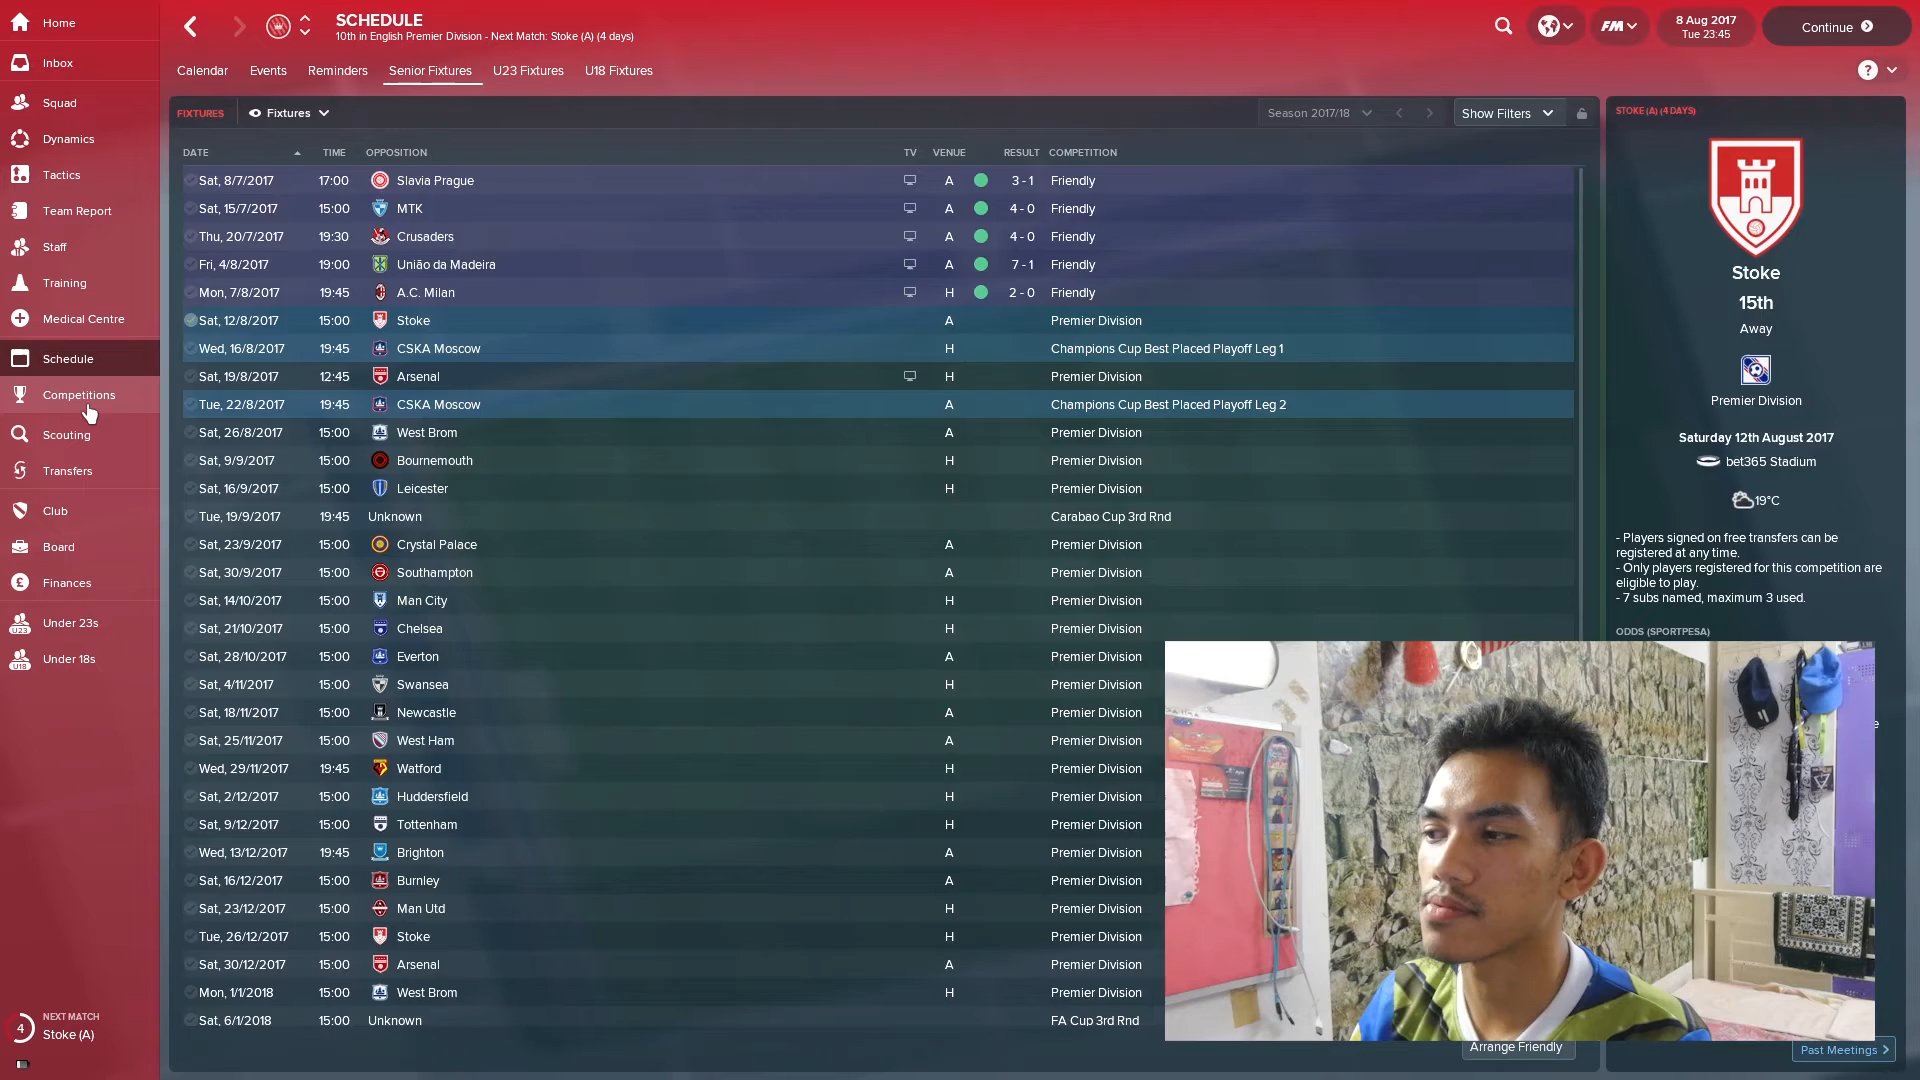 Home
Inbox
Squad
Dynamics
Tactics
Team Report
Staff
Training
Medical Centre
Schedule
Competitions
Scouting
Transfers
Club
Board
Finances
Under 23s
Under 18s
NEXT MATCH
4 Stoke (A)
SCHEDULE
10th in English Premier Division - Next Match: Stoke (A) (4 days)
FM
8 Aug 2017
Tue 23:45
Continue
Calendar Events Reminders Senior Fixtures U23 Fixtures U18 Fixtures
?
FIXTURES Fixtures Season 2017/18 Show Filters
DATE TIME OPPOSITION TV VENUE RESULT COMPETITION
Sat, 8/7/2017 17:00 Slavia Prague A 3 - 1 Friendly
Sat, 15/7/2017 15:00 MTK A 4 - 0 Friendly
Thu, 20/7/2017 19:30 Crusaders A 4 - 0 Friendly
Fri, 4/8/2017 19:00 União da Madeira A 7 - 1 Friendly
Mon, 7/8/2017 19:45 A.C. Milan H 2 - 0 Friendly
Sat, 12/8/2017 15:00 Stoke A Premier Division
Wed, 16/8/2017 19:45 CSKA Moscow H Champions Cup Best Placed Playoff Leg 1
Sat, 19/8/2017 12:45 Arsenal H Premier Division
Tue, 22/8/2017 19:45 CSKA Moscow A Champions Cup Best Placed Playoff Leg 2
Sat, 26/8/2017 15:00 West Brom A Premier Division
Sat, 9/9/2017 15:00 Bournemouth H Premier Division
Sat, 16/9/2017 15:00 Leicester H Premier Division
Tue, 19/9/2017 19:45 Unknown Carabao Cup 3rd Rnd
Sat, 23/9/2017 15:00 Crystal Palace A Premier Division
Sat, 30/9/2017 15:00 Southampton A Premier Division
Sat, 14/10/2017 15:00 Man City H Premier Division
Sat, 21/10/2017 15:00 Chelsea H Premier Division
Sat, 28/10/2017 15:00 Everton A Premier Division
Sat, 4/11/2017 15:00 Swansea H Premier Division
Sat, 18/11/2017 15:00 Newcastle A Premier Division
Sat, 25/11/2017 15:00 West Ham A Premier Division
Wed, 29/11/2017 19:45 Watford H Premier Division
Sat, 2/12/2017 15:00 Huddersfield H Premier Division
Sat, 9/12/2017 15:00 Tottenham H Premier Division
Wed, 13/12/2017 19:45 Brighton A Premier Division
Sat, 16/12/2017 15:00 Burnley A Premier Division
Sat, 23/12/2017 15:00 Man Utd H Premier Division
Tue, 26/12/2017 15:00 Stoke H Premier Division
Sat, 30/12/2017 15:00 Arsenal A Premier Division
Mon, 1/1/2018 15:00 West Brom H Premier Division
Sat, 6/1/2018 15:00 Unknown FA Cup 3rd Rnd
Arrange Friendly
STOKE (A) (4 DAYS)
Stoke
15th
Away
Premier Division
Saturday 12th August 2017
bet365 Stadium
19°C
- Players signed on free transfers can be
registered at any time.
- Only players registered for this competition are
eligible to play.
- 7 subs named, maximum 3 used.
ODDS (SPORTPESA)
Past Meetings